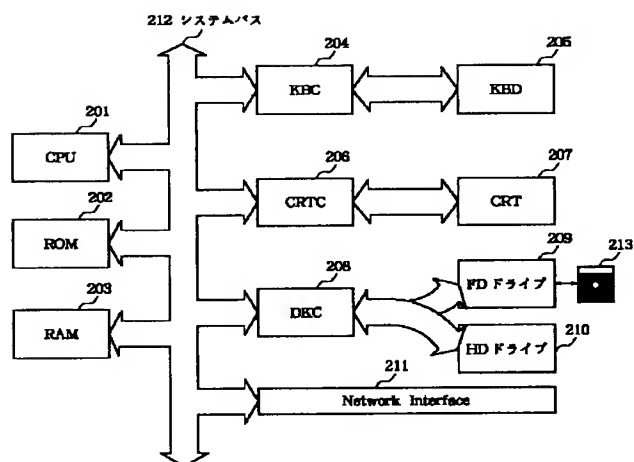 212 システムバス
204
205
KBC
KBD
201
CPU
206
207
CRTC
CRT
202
ROM
209
213
208
FD ドライブ
203
DKC
RAM
HD ドライブ
210
211
Network Interface